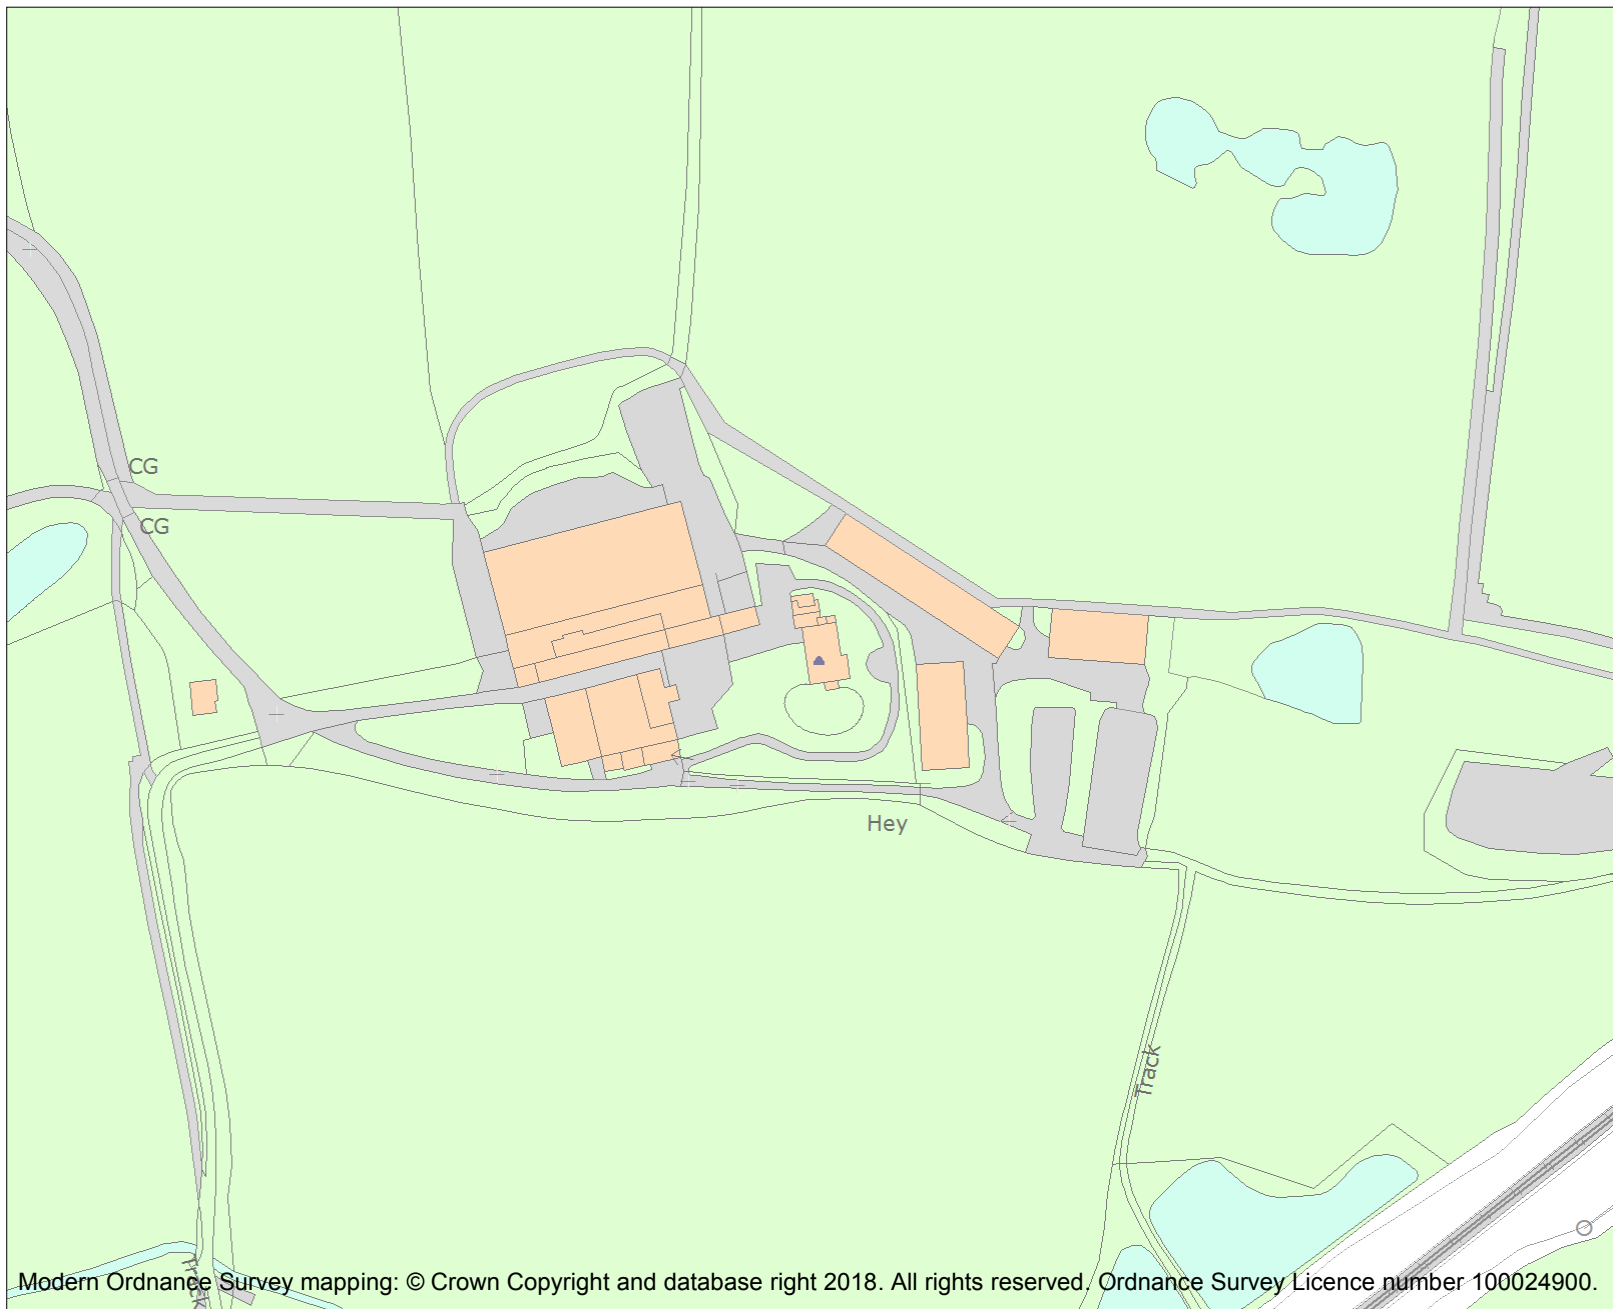 CG
CG
Hey
Track
Track
Modern Ordnance Survey mapping: © Crown Copyright and database right 2018. All rights reserved. Ordnance Survey Licence number 100024900.